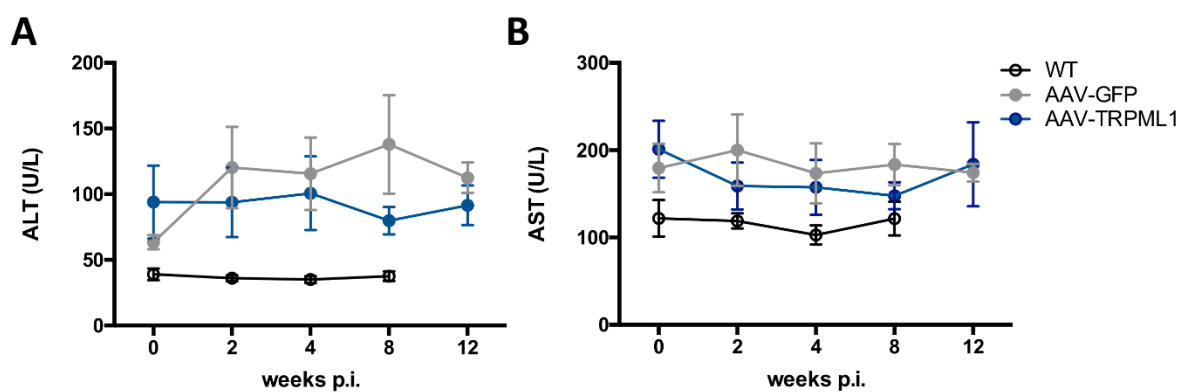 A
ALT (U/L)
200
150
100
50
0
0 2 4 8 12
weeks p.i.
B
AST (U/L)
300
200
100
0
0 2 4 8 12
weeks p.i.
WT
AAV-GFP
AAV-TRPML1